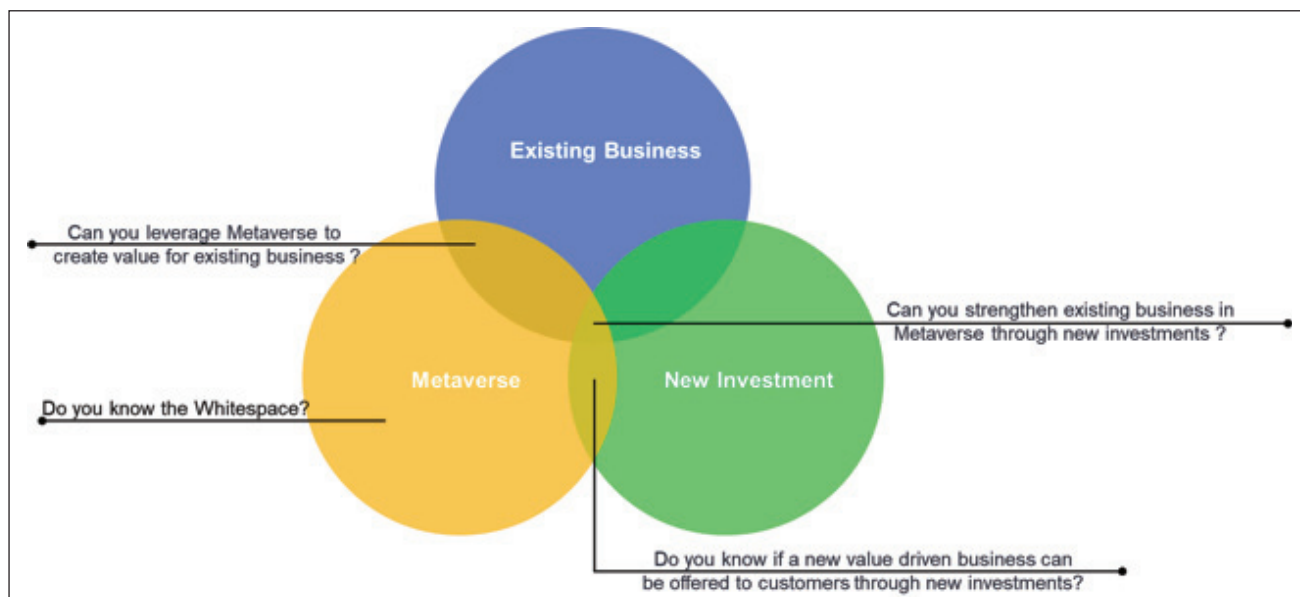 Existing Business
Can you leverage Metaverse to
create value for existing business ?
Can you strengthen existing business in
Metaverse through new investments ?
Metaverse
New Investment
Do you know the Whitespace?
Do you know if a new value driven business can
be offered to customers through new investments?